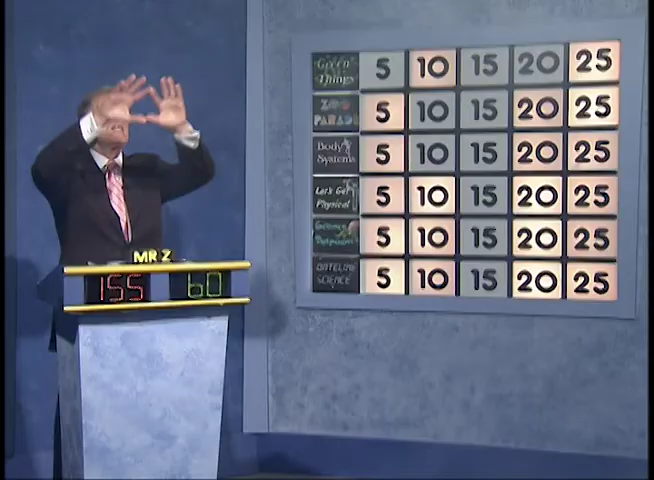 Green Things 5 10 15 20 25
Zoo Parade 5 10 15 20 25
Body Systems 5 10 15 20 25
Let's Get Physical 5 10 15 20 25
5 10 15 20 25
DATELINE SCIENCE 5 10 15 20 25
MR Z
155 60